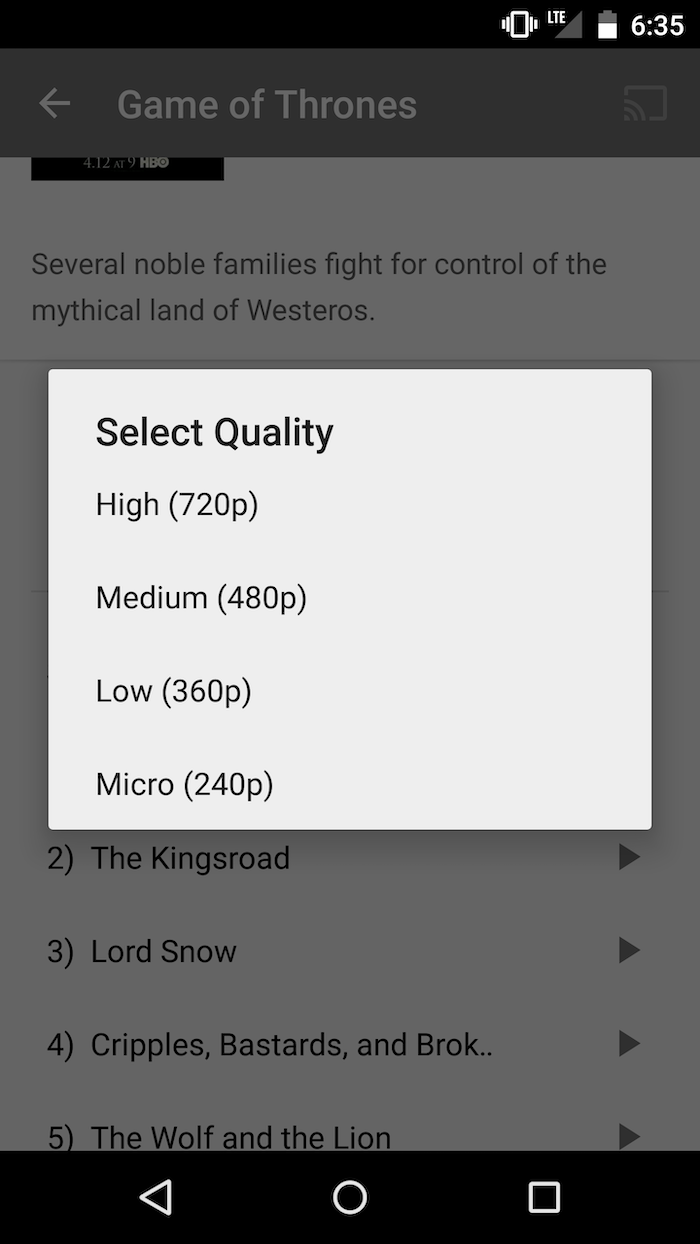 LTE 6:35
Game of Thrones
4.12 AT 9 HBO
Several noble families fight for control of the
mythical land of Westeros.
Select Quality
High (720p)
Medium (480p)
Low (360p)
Micro (240p)
2) The Kingsroad
3) Lord Snow
4) Cripples, Bastards, and Brok..
5) The Wolf and the Lion